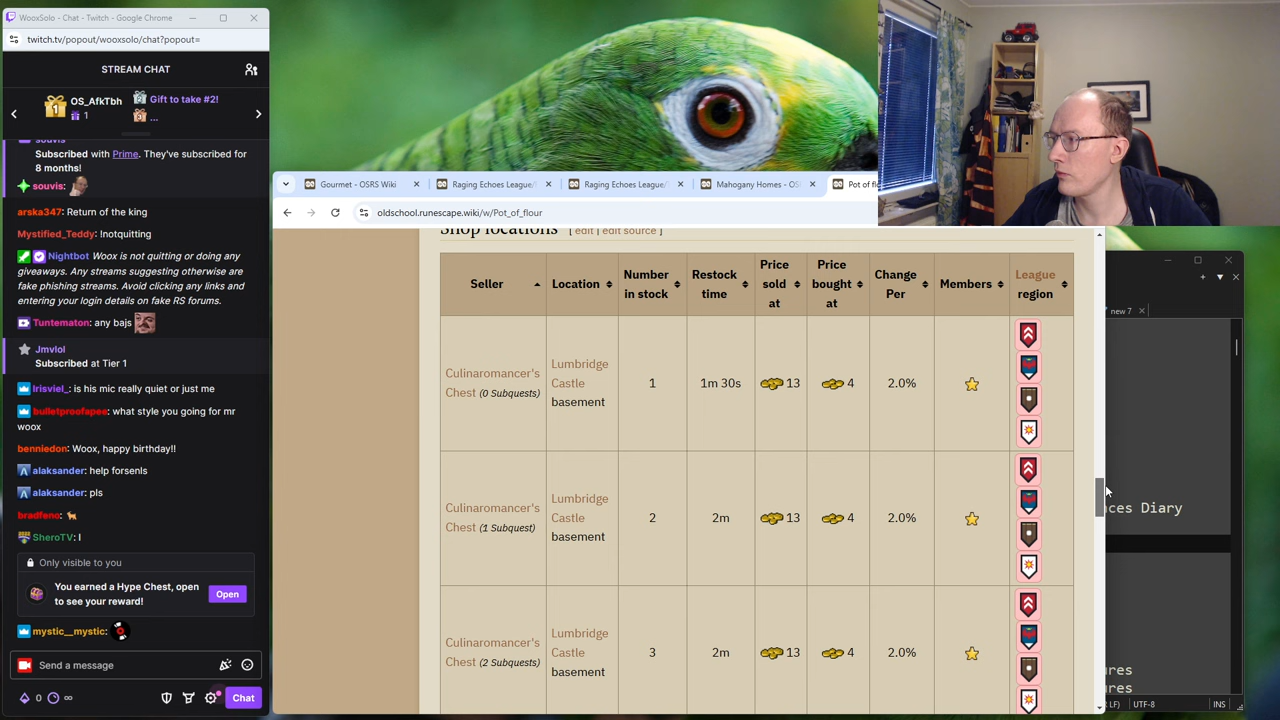 WooxSolo - Chat - Twitch - Google Chrome
twitch.tv/popout/wooxsolo/chat?popout=
STREAM CHAT
OS_AfkTbh
1
Gift to take #2!
...
souvis
Subscribed with Prime. They've subscribed for
8 months!
souvis:
arska347: Return of the king
Mystified_Teddy: !notquitting
Nightbot Woox is not quitting or doing any
giveaways. Any streams suggesting otherwise are
fake phishing streams. Avoid clicking any links and
entering your login details on fake RS forums.
Tuntematon: any bajs
Jmvlol
Subscribed at Tier 1
Irisviel_: is his mic really quiet or just me
bulletproofapes: what style you going for mr
woox
benniedon: Woox, happy birthday!!
alaksander: help forsenls
alaksander: pls
bradfeno:
SheroTV: I
Only visible to you
You earned a Hype Chest, open
to see your reward!
Open
mystic__mystic:
Send a message
0
∞
Chat
Gourmet - OSRS Wiki
Raging Echoes League/
Raging Echoes League/
Mahogany Homes - OS
Pot of fl
oldschool.runescape.wiki/w/Pot_of_flour
Shop locations [ edit | edit source ]
Seller Location Number in stock Restock time Price sold at Price bought at Change Per Members League region
Culinaromancer's Chest (0 Subquests) Lumbridge Castle basement 1 1m 30s 13 4 2.0%
Culinaromancer's Chest (1 Subquest) Lumbridge Castle basement 2 2m 13 4 2.0%
Culinaromancer's Chest (2 Subquests) Lumbridge Castle basement 3 2m 13 4 2.0%
new 7
ces Diary
res
ures
LF)
UTF-8
INS